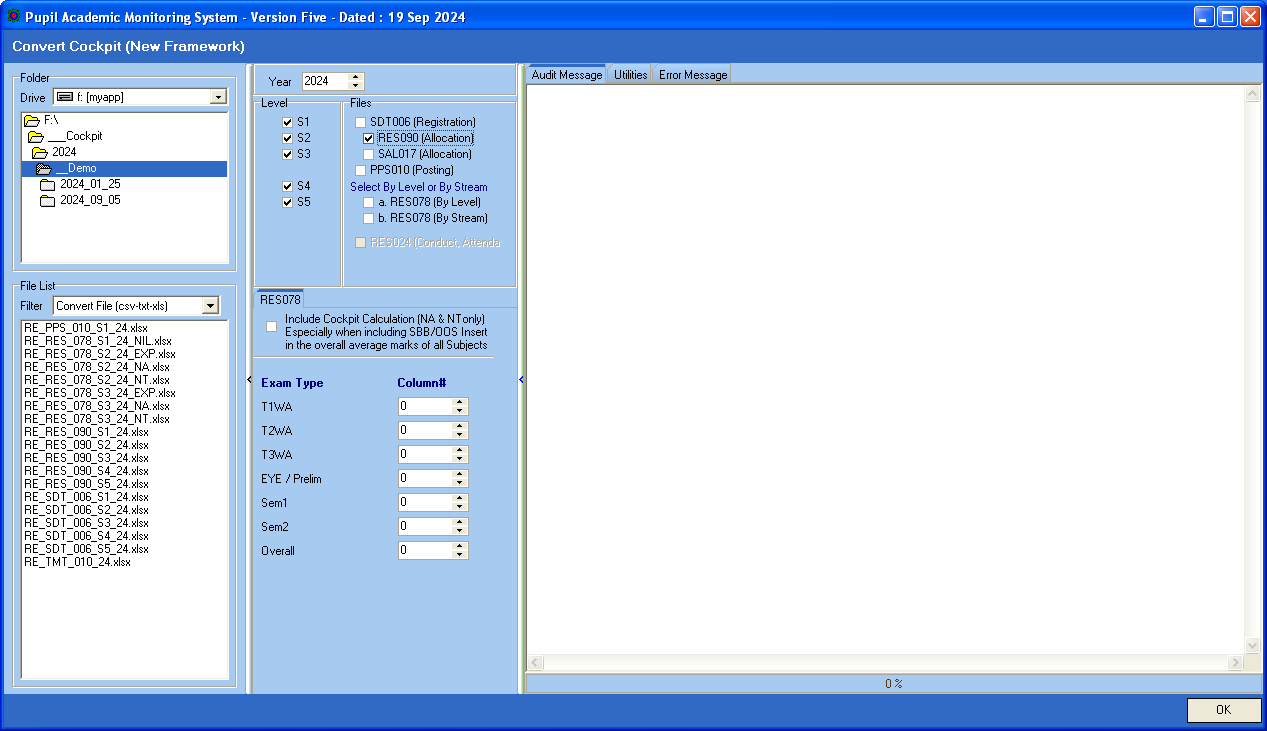 Pupil Academic Monitoring System - Version Five - Dated : 19 Sep 2024
Convert Cockpit (New Framework)
Folder
Drive
f: [myapp]
F:\
___Cockpit
2024
__Demo
2024_01_25
2024_09_05
File List
Filter
Convert File (csv-txt-xls)
RE_PPS_010_S1_24.xlsx
RE_RES_078_S1_24_NIL.xlsx
RE_RES_078_S2_24_EXP.xlsx
RE_RES_078_S2_24_NA.xlsx
RE_RES_078_S2_24_NT.xlsx
RE_RES_078_S3_24_EXP.xlsx
RE_RES_078_S3_24_NA.xlsx
RE_RES_078_S3_24_NT.xlsx
RE_RES_090_S1_24.xlsx
RE_RES_090_S2_24.xlsx
RE_RES_090_S3_24.xlsx
RE_RES_090_S4_24.xlsx
RE_RES_090_S5_24.xlsx
RE_SDT_006_S1_24.xlsx
RE_SDT_006_S2_24.xlsx
RE_SDT_006_S3_24.xlsx
RE_SDT_006_S4_24.xlsx
RE_SDT_006_S5_24.xlsx
RE_TMT_010_24.xlsx
Year 2024
Level
S1
S2
S3
S4
S5
Files
SDT006 (Registration)
RES090 (Allocation)
SAL017 (Allocation)
PPS010 (Posting)
Select By Level or By Stream
a. RES078 (By Level)
b. RES078 (By Stream)
RES024 (Conduct, Attenda
RES078
Include Cockpit Calculation (NA & NT only)
Especially when including SBB/OOS Insert
in the overall average marks of all Subjects
Exam Type Column#
T1WA 0
T2WA 0
T3WA 0
EYE / Prelim 0
Sem1 0
Sem2 0
Overall 0
Audit Message Utilities Error Message
0 %
OK